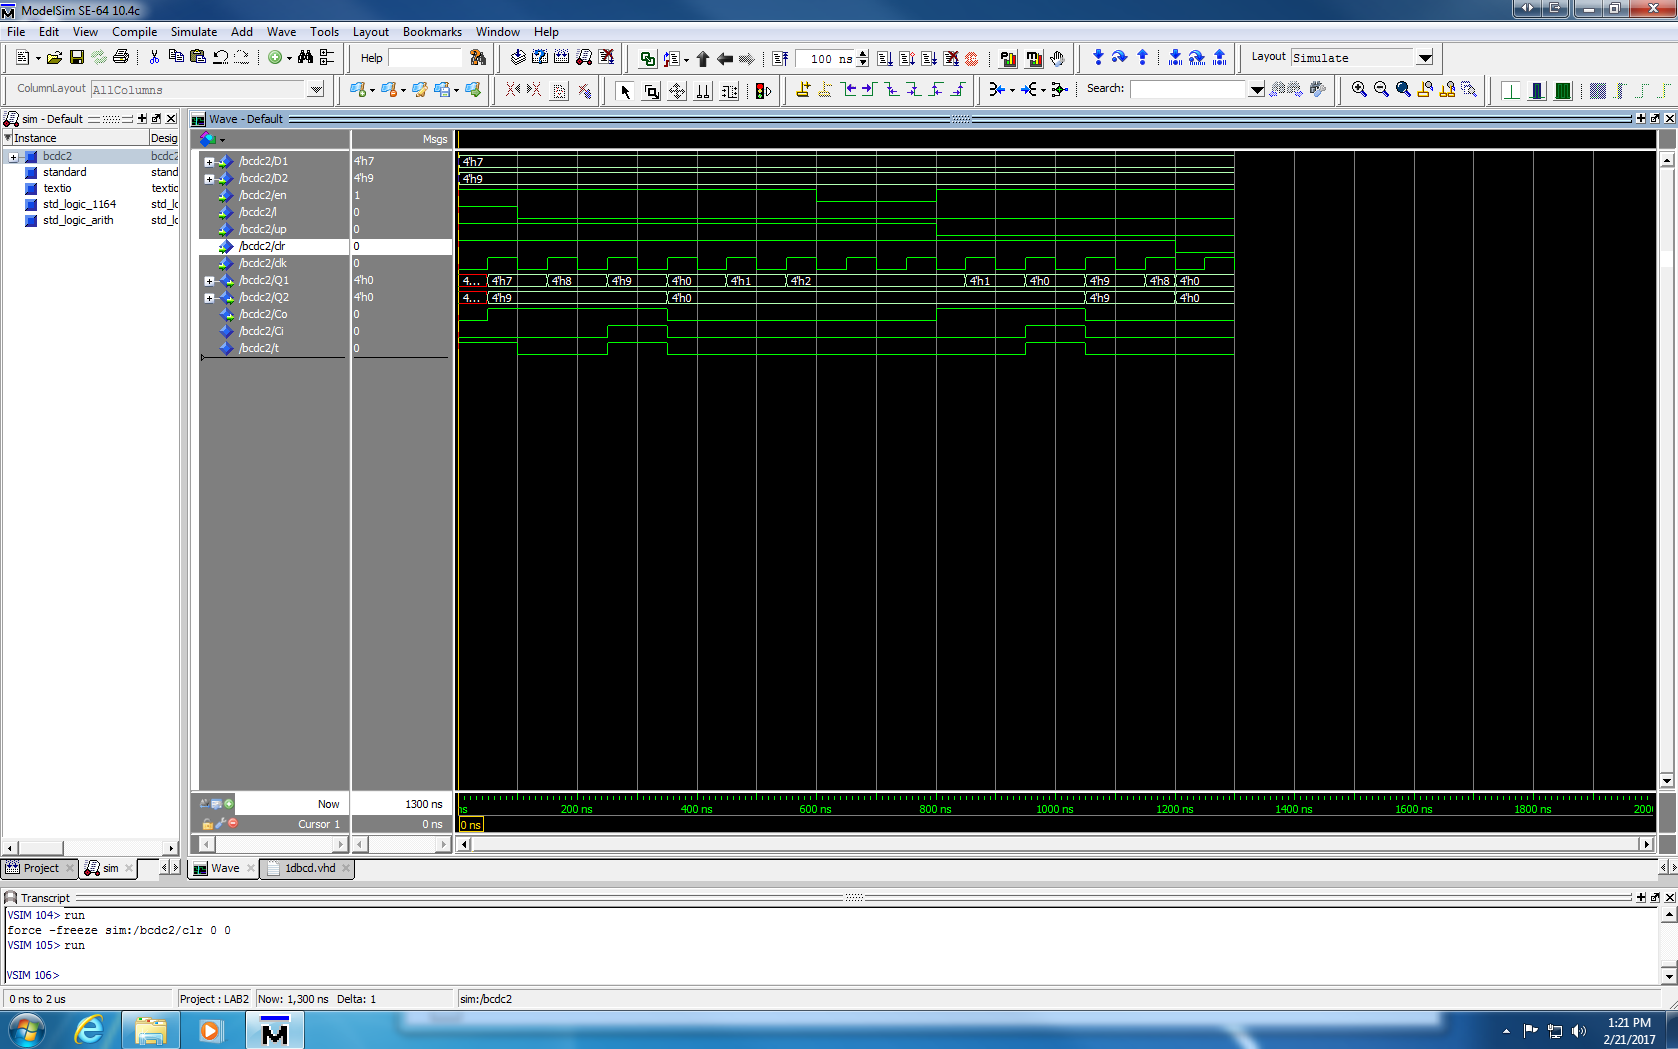 ModelSim SE-64 10.4c
File Edit View Compile Simulate Add Wave Tools Layout Bookmarks Window Help
Help 100 ns Layout Simulate
ColumnLayout AllColumns Search:
sim - Default
Instance Desig
bcdc2 bcdc2
standard stand
textio textio
std_logic_1164 std_lo
std_logic_arith std_lo
Wave - Default
Msgs
/bcdc2/D1 4'h7 4'h7
/bcdc2/D2 4'h9 4'h9
/bcdc2/en 1
/bcdc2/l 0
/bcdc2/up 0
/bcdc2/clr 0
/bcdc2/clk 0
/bcdc2/Q1 4'h0 4... 4'h7 4'h8 4'h9 4'h0 4'h1 4'h2 4'h1 4'h0 4'h9 4'h8 4'h0
/bcdc2/Q2 4'h0 4... 4'h9 4'h0 4'h9 4'h0
/bcdc2/Co 0
/bcdc2/Ci 0
/bcdc2/t 0
Now 1300 ns ns 200 ns 400 ns 600 ns 800 ns 1000 ns 1200 ns 1400 ns 1600 ns 1800 ns 200
Cursor 1 0 ns 0 ns
Project sim Wave 1dbcd.vhd
Transcript
VSIM 104> run
force -freeze sim:/bcdc2/clr 0 0
VSIM 105> run
VSIM 106>
0 ns to 2 us Project : LAB2 Now: 1,300 ns Delta: 1 sim:/bcdc2
1:21 PM
2/21/2017